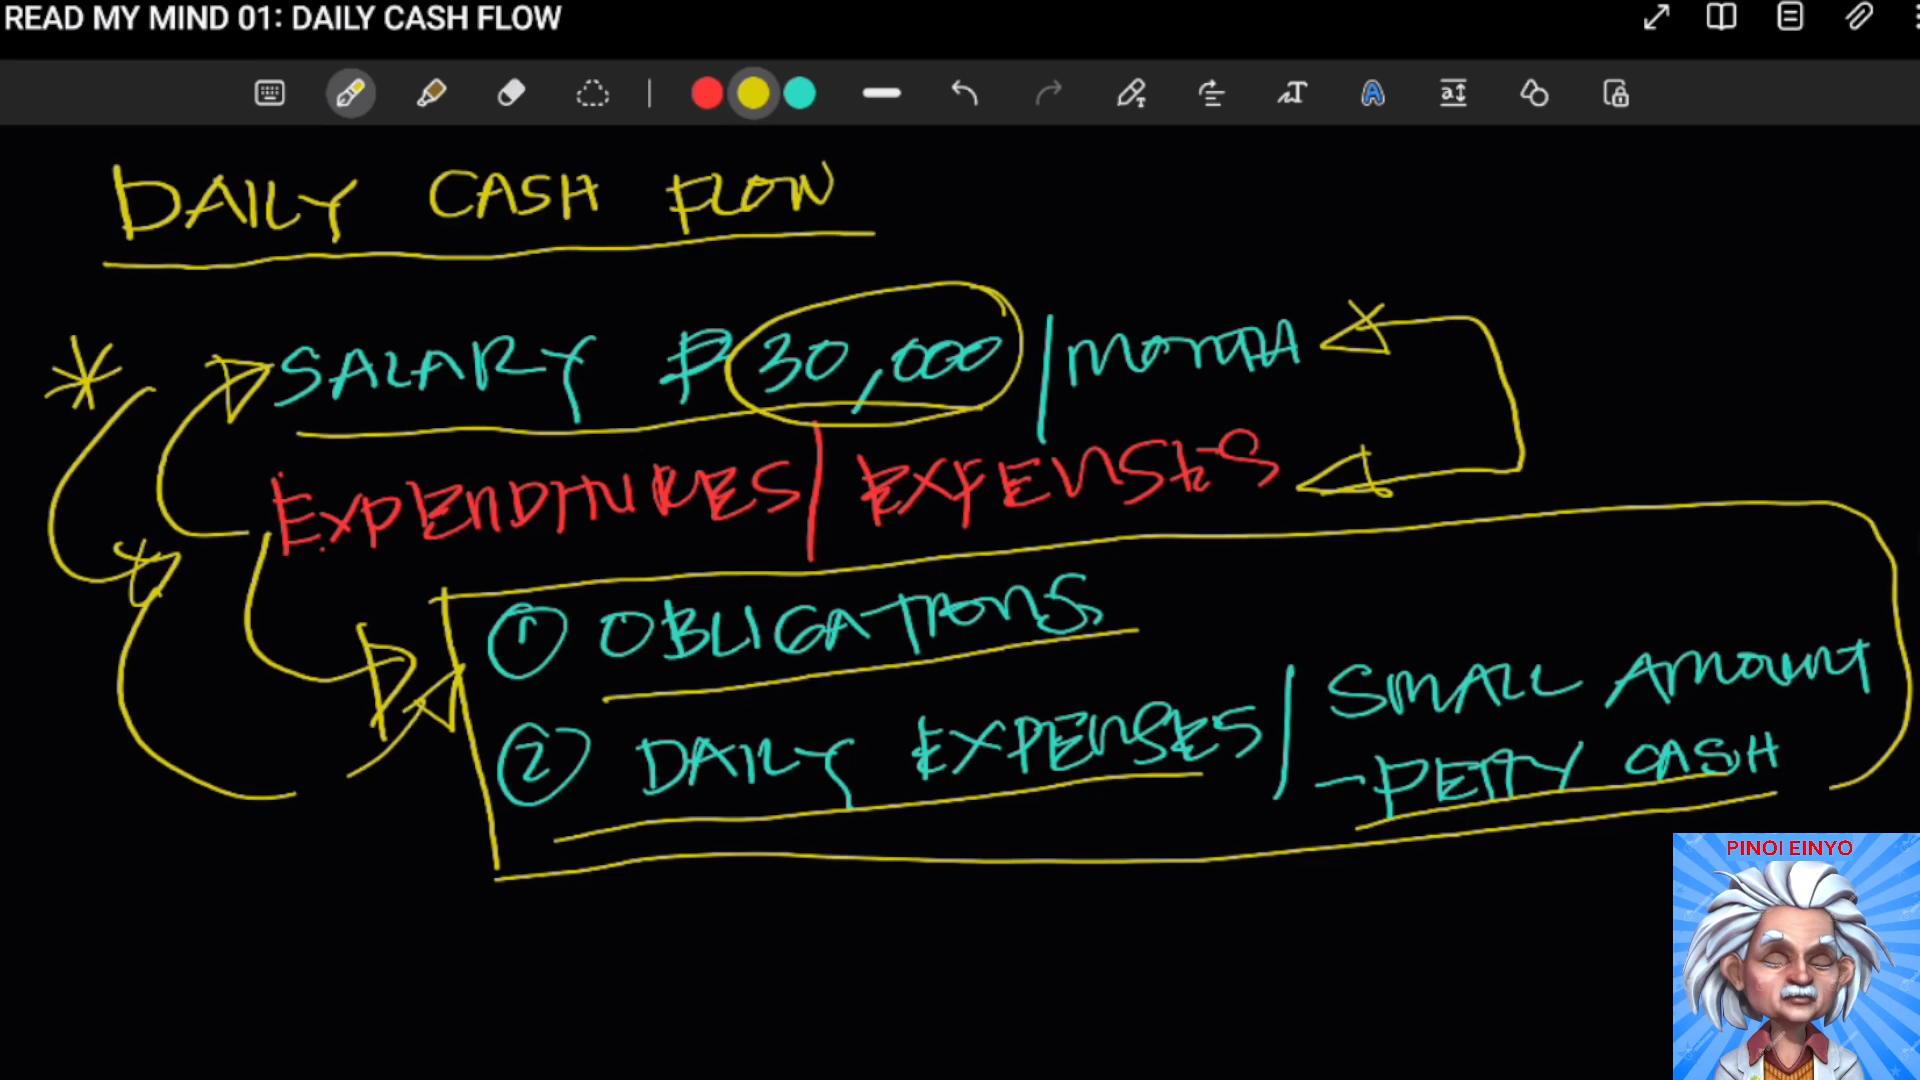 READ MY MIND 01: DAILY CASH FLOW
DAILY CASH FLOW
SALARY ₱30,000 / MONTH
EXPENDITURES / EXPENSES
① OBLIGATIONS
② DAILY EXPENSES / SMALL AMOUNT
- PETTY CASH
PINOI EINYO